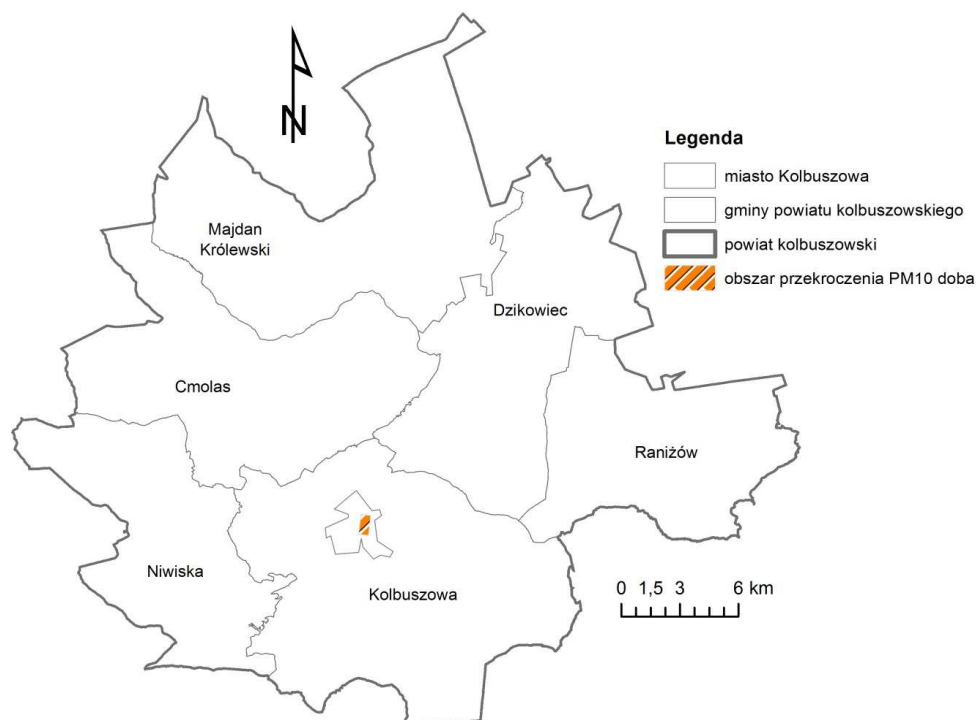 N
Legenda
miasto Kolbuszowa
gminy powiatu kolbuszowskiego
powiat kolbuszowski
obszar przekroczenia PM10 doba
Majdan
Królewski
Dzikowiec
Cmolas
Raniżów
Niwiska
Kolbuszowa
0 1,5 3 6 km